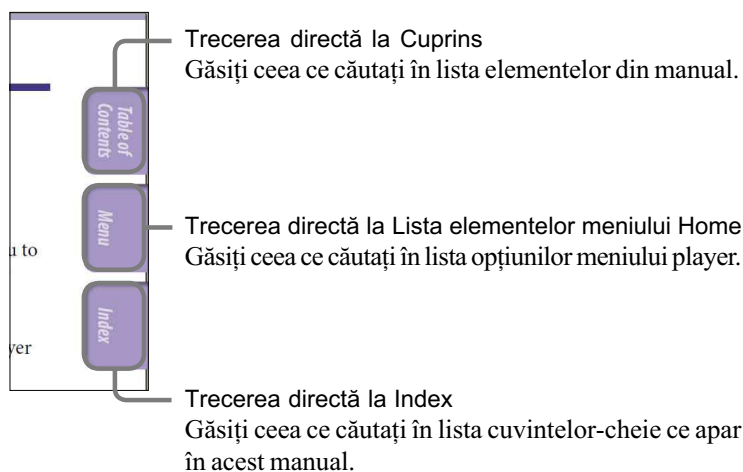 Trecerea directă la Cuprins
Găsiți ceea ce căutați în lista elementelor din manual.
Table of
Contents
Trecerea directă la Lista elementelor meniului Home
Găsiți ceea ce căutați în lista opțiunilor meniului player.
Menu
u to
Index
yer
Trecerea directă la Index
Găsiți ceea ce căutați în lista cuvintelor-cheie ce apar
în acest manual.